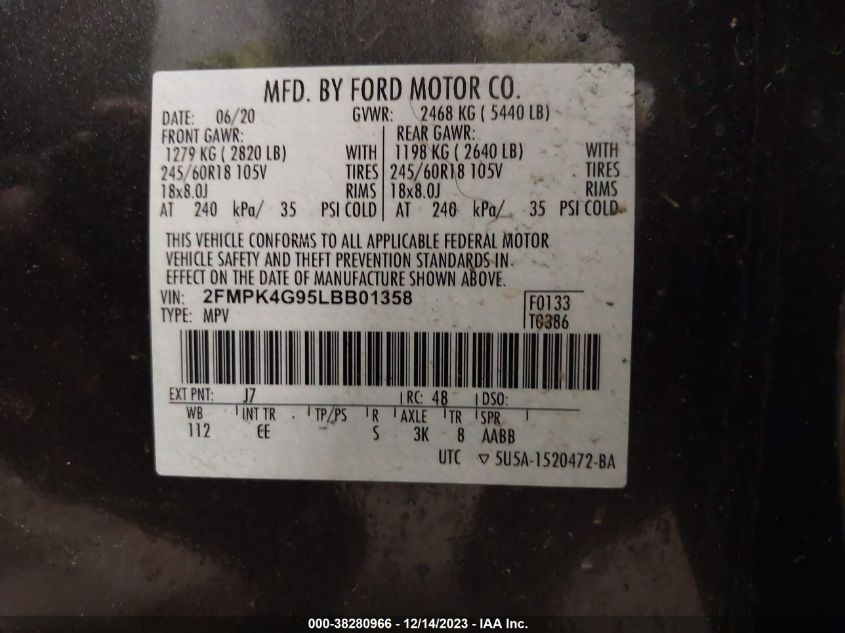 MFD. BY FORD MOTOR CO.
DATE: 06/20 GVWR: 2468 KG ( 5440 LB)
FRONT GAWR: REAR GAWR:
1279 KG ( 2820 LB) WITH 1198 KG ( 2640 LB) WITH
245/60R18 105V TIRES 245/60R18 105V TIRES
18x8.0J RIMS 18x8.0J RIMS
AT 240 kPa/ 35 PSI COLD AT 240 kPa/ 35 PSI COLD
THIS VEHICLE CONFORMS TO ALL APPLICABLE FEDERAL MOTOR
VEHICLE SAFETY AND THEFT PREVENTION STANDARDS IN
EFFECT ON THE DATE OF MANUFACTURE SHOWN ABOVE.
VIN: 2FMPK4G95LBB01358 F0133
TYPE: MPV T0386
EXT PNT: J7 RC: 48 DSO:
WB INT TR TP/PS R AXLE TR SPR
112 EE S 3K 8 AABB
UTC ▽ 5U5A-1520472-BA
000-38280966 - 12/14/2023 - IAA Inc.